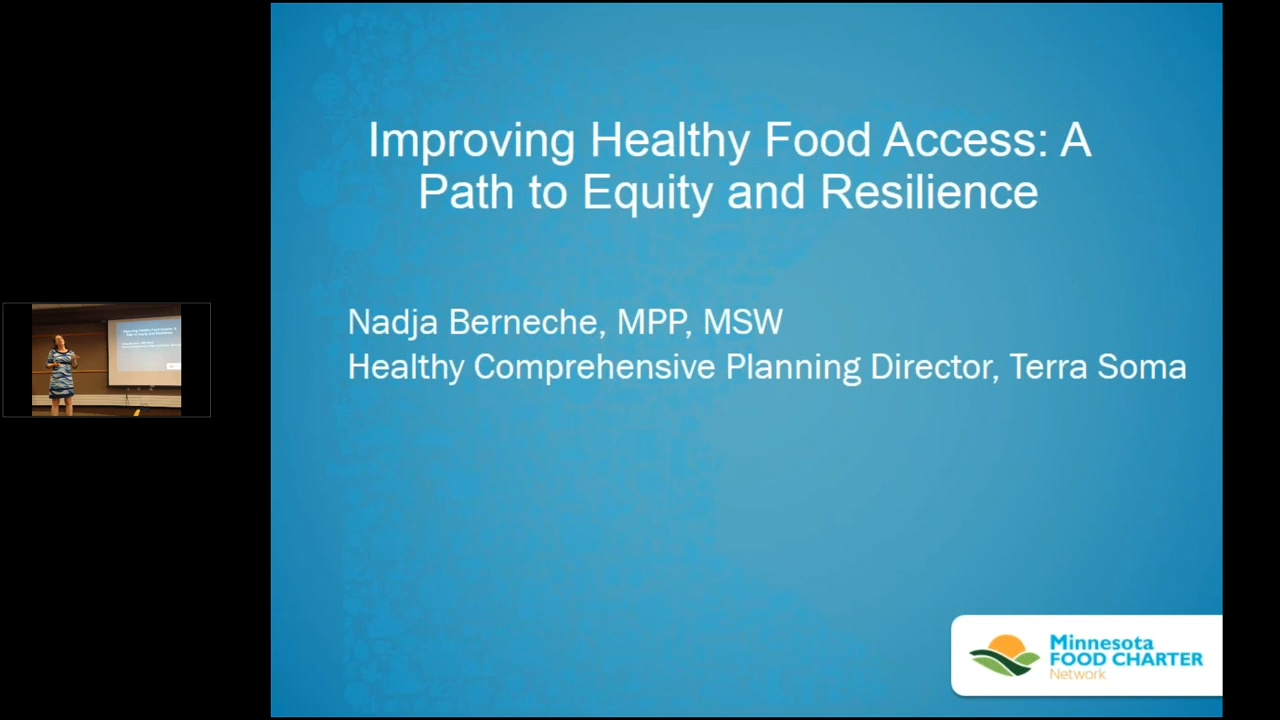 Improving Healthy Food Access: A
Path to Equity and Resilience
Nadja Berneche, MPP, MSW
Healthy Comprehensive Planning Director, Terra Soma
Minnesota
FOOD CHARTER
Network